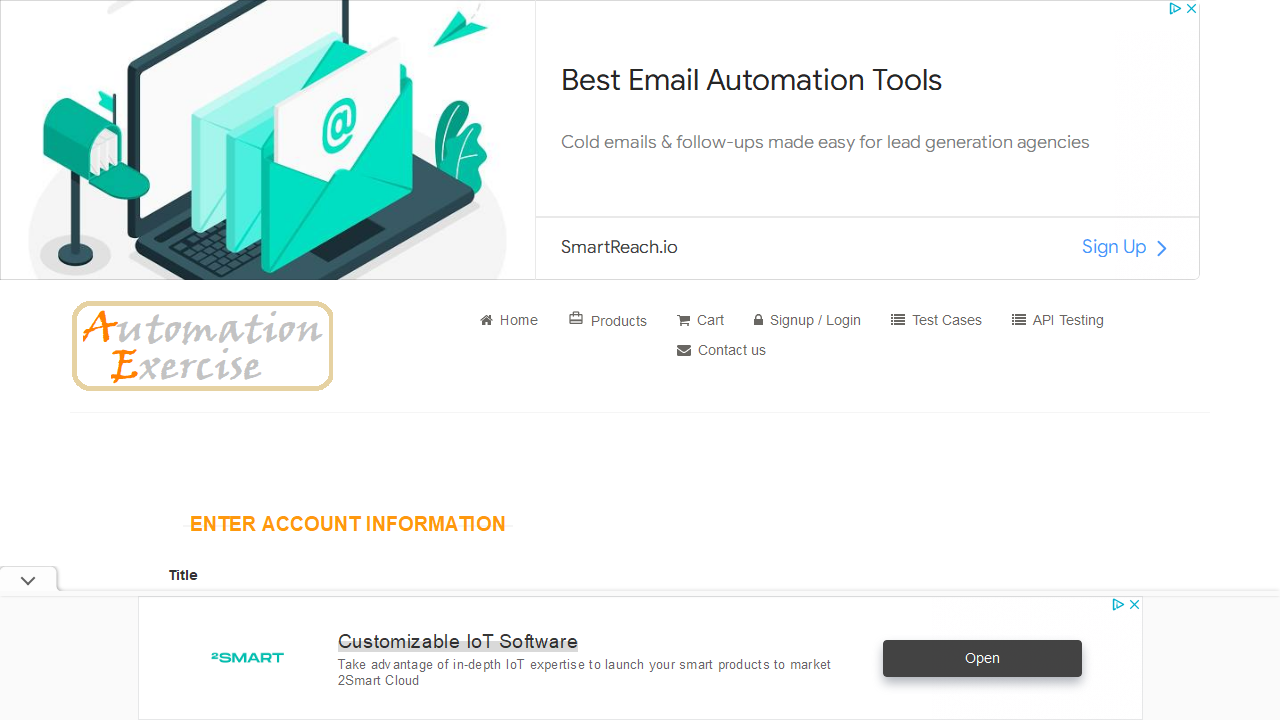 @
Best Email Automation Tools
Cold emails & follow-ups made easy for lead generation agencies
SmartReach.io
Sign Up
Automation
Exercise
Home
Products
Cart
Signup / Login
Test Cases
API Testing
Contact us
ENTER ACCOUNT INFORMATION
Title
2SMART
Customizable IoT Software
Take advantage of in-depth IoT expertise to launch your smart products to market
2Smart Cloud
Open